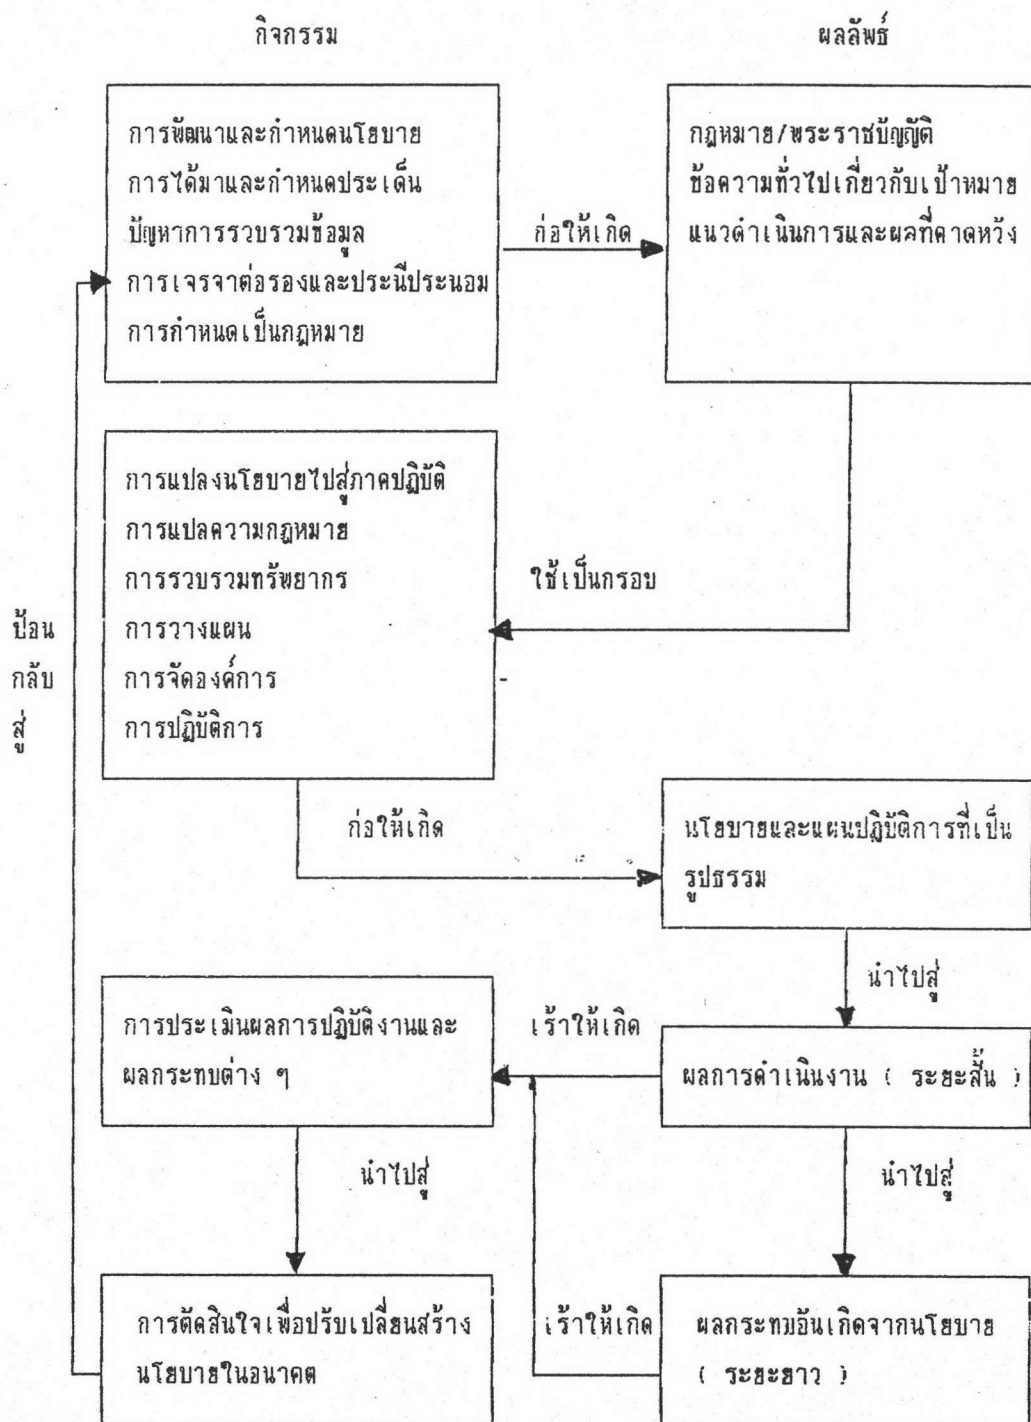 กิจกรรม
ผลลัพธ์
การพัฒนาและกำหนดนโยบาย
การได้มาและกำหนดประเด็น
ปัญหาการรวบรวมข้อมูล
การเจรจาต่อรองและประนีประนอม
การกำหนดเป็นกฎหมาย
ก่อให้เกิด
กฎหมาย/พระราชบัญญัติ
ข้อความทั่วไปเกี่ยวกับเป้าหมาย
แนวดำเนินการและผลที่คาดหวัง
การแปลงนโยบายไปสู่ภาคปฏิบัติ
การแปลความกฎหมาย
การรวบรวมทรัพยากร
การวางแผน
การจัดองค์การ
การปฏิบัติการ
ใช้เป็นกรอบ
ป้อน
กลับ
สู่
ก่อให้เกิด
นโยบายและแผนปฏิบัติการที่เป็น
รูปธรรม
นำไปสู่
การประเมินผลการปฏิบัติงานและ
ผลกระทบต่าง ๆ
เร้าให้เกิด
ผลการดำเนินงาน ( ระยะสั้น )
นำไปสู่
นำไปสู่
การตัดสินใจเพื่อปรับเปลี่ยนสร้าง
นโยบายในอนาคต
เร้าให้เกิด
ผลกระทบอันเกิดจากนโยบาย
( ระยะยาว )